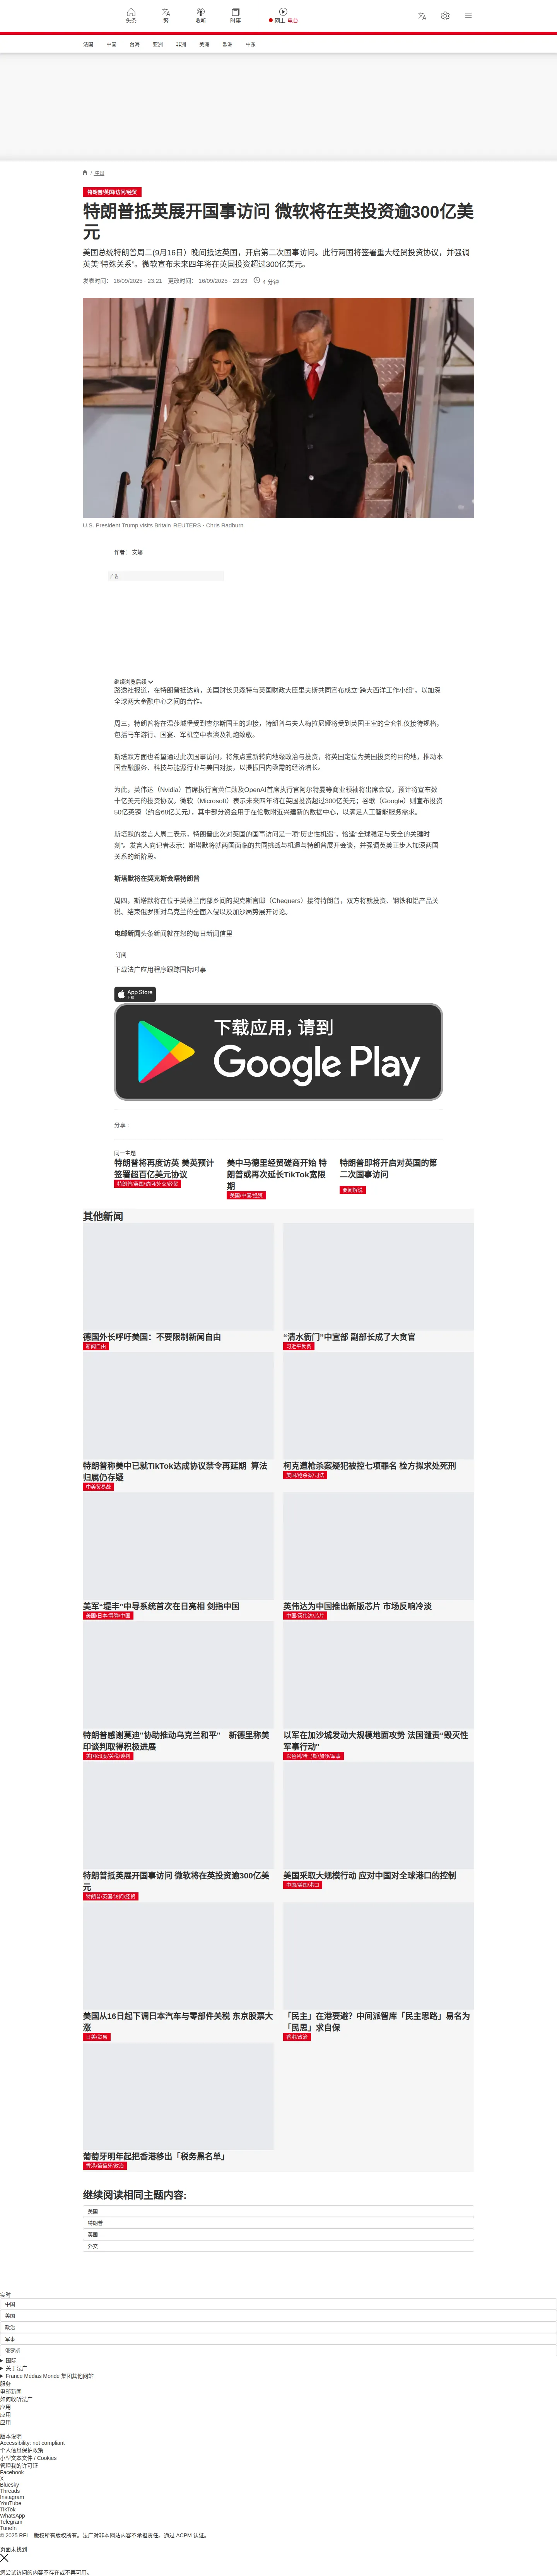 头条
繁
收听
时事
网上 电台
法国
中国
台海
亚洲
非洲
美洲
欧洲
中东
/ 中国
特朗普/英国/访问/经贸
特朗普抵英展开国事访问 微软将在英投资逾300亿美
元
美国总统特朗普周二(9月16日）晚间抵达英国，开启第二次国事访问。此行两国将签署重大经贸投资协议，并强调
英美“特殊关系”。微软宣布未来四年将在英国投资超过300亿美元。
发表时间： 16/09/2025 - 23:21 更改时间： 16/09/2025 - 23:23 4 分钟
U.S. President Trump visits Britain REUTERS - Chris Radburn
作者： 安娜
广告
继续浏览后续
路透社报道，在特朗普抵达前，美国财长贝森特与英国财政大臣里夫斯共同宣布成立“跨大西洋工作小组”，以加深
全球两大金融中心之间的合作。
周三，特朗普将在温莎城堡受到查尔斯国王的迎接，特朗普与夫人梅拉尼娅将受到英国王室的全套礼仪接待规格，
包括马车游行、国宴、军机空中表演及礼炮致敬。
斯塔默方面也希望通过此次国事访问，将焦点重新转向地缘政治与投资，将英国定位为美国投资的目的地，推动本
国金融服务、科技与能源行业与美国对接，以提振国内亟需的经济增长。
为此，英伟达（Nvidia）首席执行官黄仁勋及OpenAI首席执行官阿尔特曼等商业领袖将出席会议，预计将宣布数
十亿美元的投资协议。微软（Microsoft）表示未来四年将在英国投资超过300亿美元；谷歌（Google）则宣布投资
50亿英镑（约合68亿美元），其中部分资金用于在伦敦附近兴建新的数据中心，以满足人工智能服务需求。
斯塔默的发言人周二表示，特朗普此次对英国的国事访问是一项“历史性机遇”，恰逢“全球稳定与安全的关键时
刻”。发言人向记者表示：斯塔默将就两国面临的共同挑战与机遇与特朗普展开会谈，并强调英美正步入加深两国
关系的新阶段。
斯塔默将在契克斯会晤特朗普
周四，斯塔默将在位于英格兰南部乡间的契克斯官邸（Chequers）接待特朗普，双方将就投资、钢铁和铝产品关
税、结束俄罗斯对乌克兰的全面入侵以及加沙局势展开讨论。
电邮新闻头条新闻就在您的每日新闻信里
订阅
下载法广应用程序跟踪国际时事
App Store
下载
下载应用，请到
Google Play
分享 :
同一主题
特朗普将再度访英 美英预计
签署超百亿美元协议
特朗普/英国/访问/外交/经贸
美中马德里经贸磋商开始 特
朗普或再次延长TikTok宽限
期
美国/中国/经贸
特朗普即将开启对英国的第
二次国事访问
要闻解说
其他新闻
德国外长呼吁美国：不要限制新闻自由
新闻自由
“清水衙门”中宣部 副部长成了大贪官
习近平反贪
特朗普称美中已就TikTok达成协议禁令再延期 算法
归属仍存疑
中美贸易战
柯克遭枪杀案疑犯被控七项罪名 检方拟求处死刑
美国/枪杀案/司法
美军“堤丰”中导系统首次在日亮相 剑指中国
美国/日本/导弹/中国
英伟达为中国推出新版芯片 市场反响冷淡
中国/英伟达/芯片
特朗普感谢莫迪"协助推动乌克兰和平" 新德里称美
印谈判取得积极进展
美国/印度/关税/谈判
以军在加沙城发动大规模地面攻势 法国谴责“毁灭性
军事行动”
以色列/哈马斯/加沙/军事
特朗普抵英展开国事访问 微软将在英投资逾300亿美
元
特朗普/英国/访问/经贸
美国采取大规模行动 应对中国对全球港口的控制
中国/美国/港口
美国从16日起下调日本汽车与零部件关税 东京股票大
涨
日美/贸易
「民主」在港要避？中间派智库「民主思路」易名为
「民思」求自保
香港/政治
葡萄牙明年起把香港移出「税务黑名单」
香港/葡萄牙/政治
继续阅读相同主题内容:
美国
特朗普
英国
外交
实时
中国
美国
政治
军事
俄罗斯
国际
关于法广
France Médias Monde 集团其他网站
服务
电邮新闻
如何收听法广
应用
应用
应用
版本说明
Accessibility: not compliant
个人信息保护政策
小型文本文件 / Cookies
管理我的许可证
Facebook
X
Bluesky
Threads
Instagram
YouTube
TikTok
WhatsApp
Telegram
TuneIn
© 2025 RFI – 版权所有版权所有。法广对非本网站内容不承担责任。通过 ACPM 认证。
页面未找到
您尝试访问的内容不存在或不再可用。